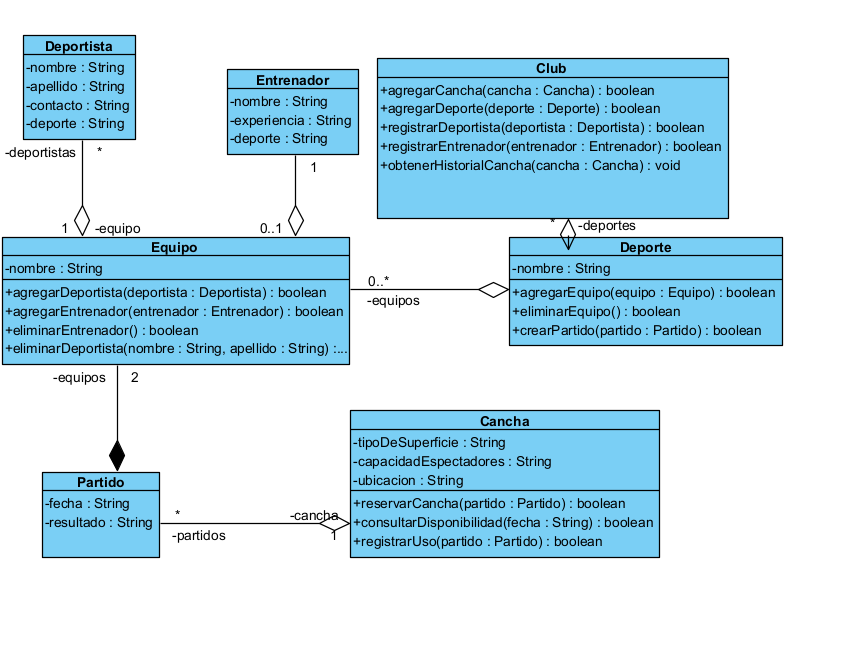 Deportista
-nombre : String
-apellido : String
-contacto : String
-deporte : String
Entrenador
-nombre : String
-experiencia : String
-deporte : String
Club
+agregarCancha(cancha : Cancha) : boolean
+agregarDeporte(deporte : Deporte) : boolean
+registrarDeportista(deportista : Deportista) : boolean
+registrarEntrenador(entrenador : Entrenador) : boolean
+obtenerHistorialCancha(cancha : Cancha) : void
-deportistas *
1
1 -equipo
0..1
* -deportes
Equipo
-nombre : String
+agregarDeportista(deportista : Deportista) : boolean
+agregarEntrenador(entrenador : Entrenador) : boolean
+eliminarEntrenador() : boolean
+eliminarDeportista(nombre : String, apellido : String) :...
0..*
-equipos
Deporte
-nombre : String
+agregarEquipo(equipo : Equipo) : boolean
+eliminarEquipo() : boolean
+crearPartido(partido : Partido) : boolean
-equipos 2
Partido
-fecha : String
-resultado : String
*
-partidos
-cancha
1
Cancha
-tipoDeSuperficie : String
-capacidadEspectadores : String
-ubicacion : String
+reservarCancha(partido : Partido) : boolean
+consultarDisponibilidad(fecha : String) : boolean
+registrarUso(partido : Partido) : boolean